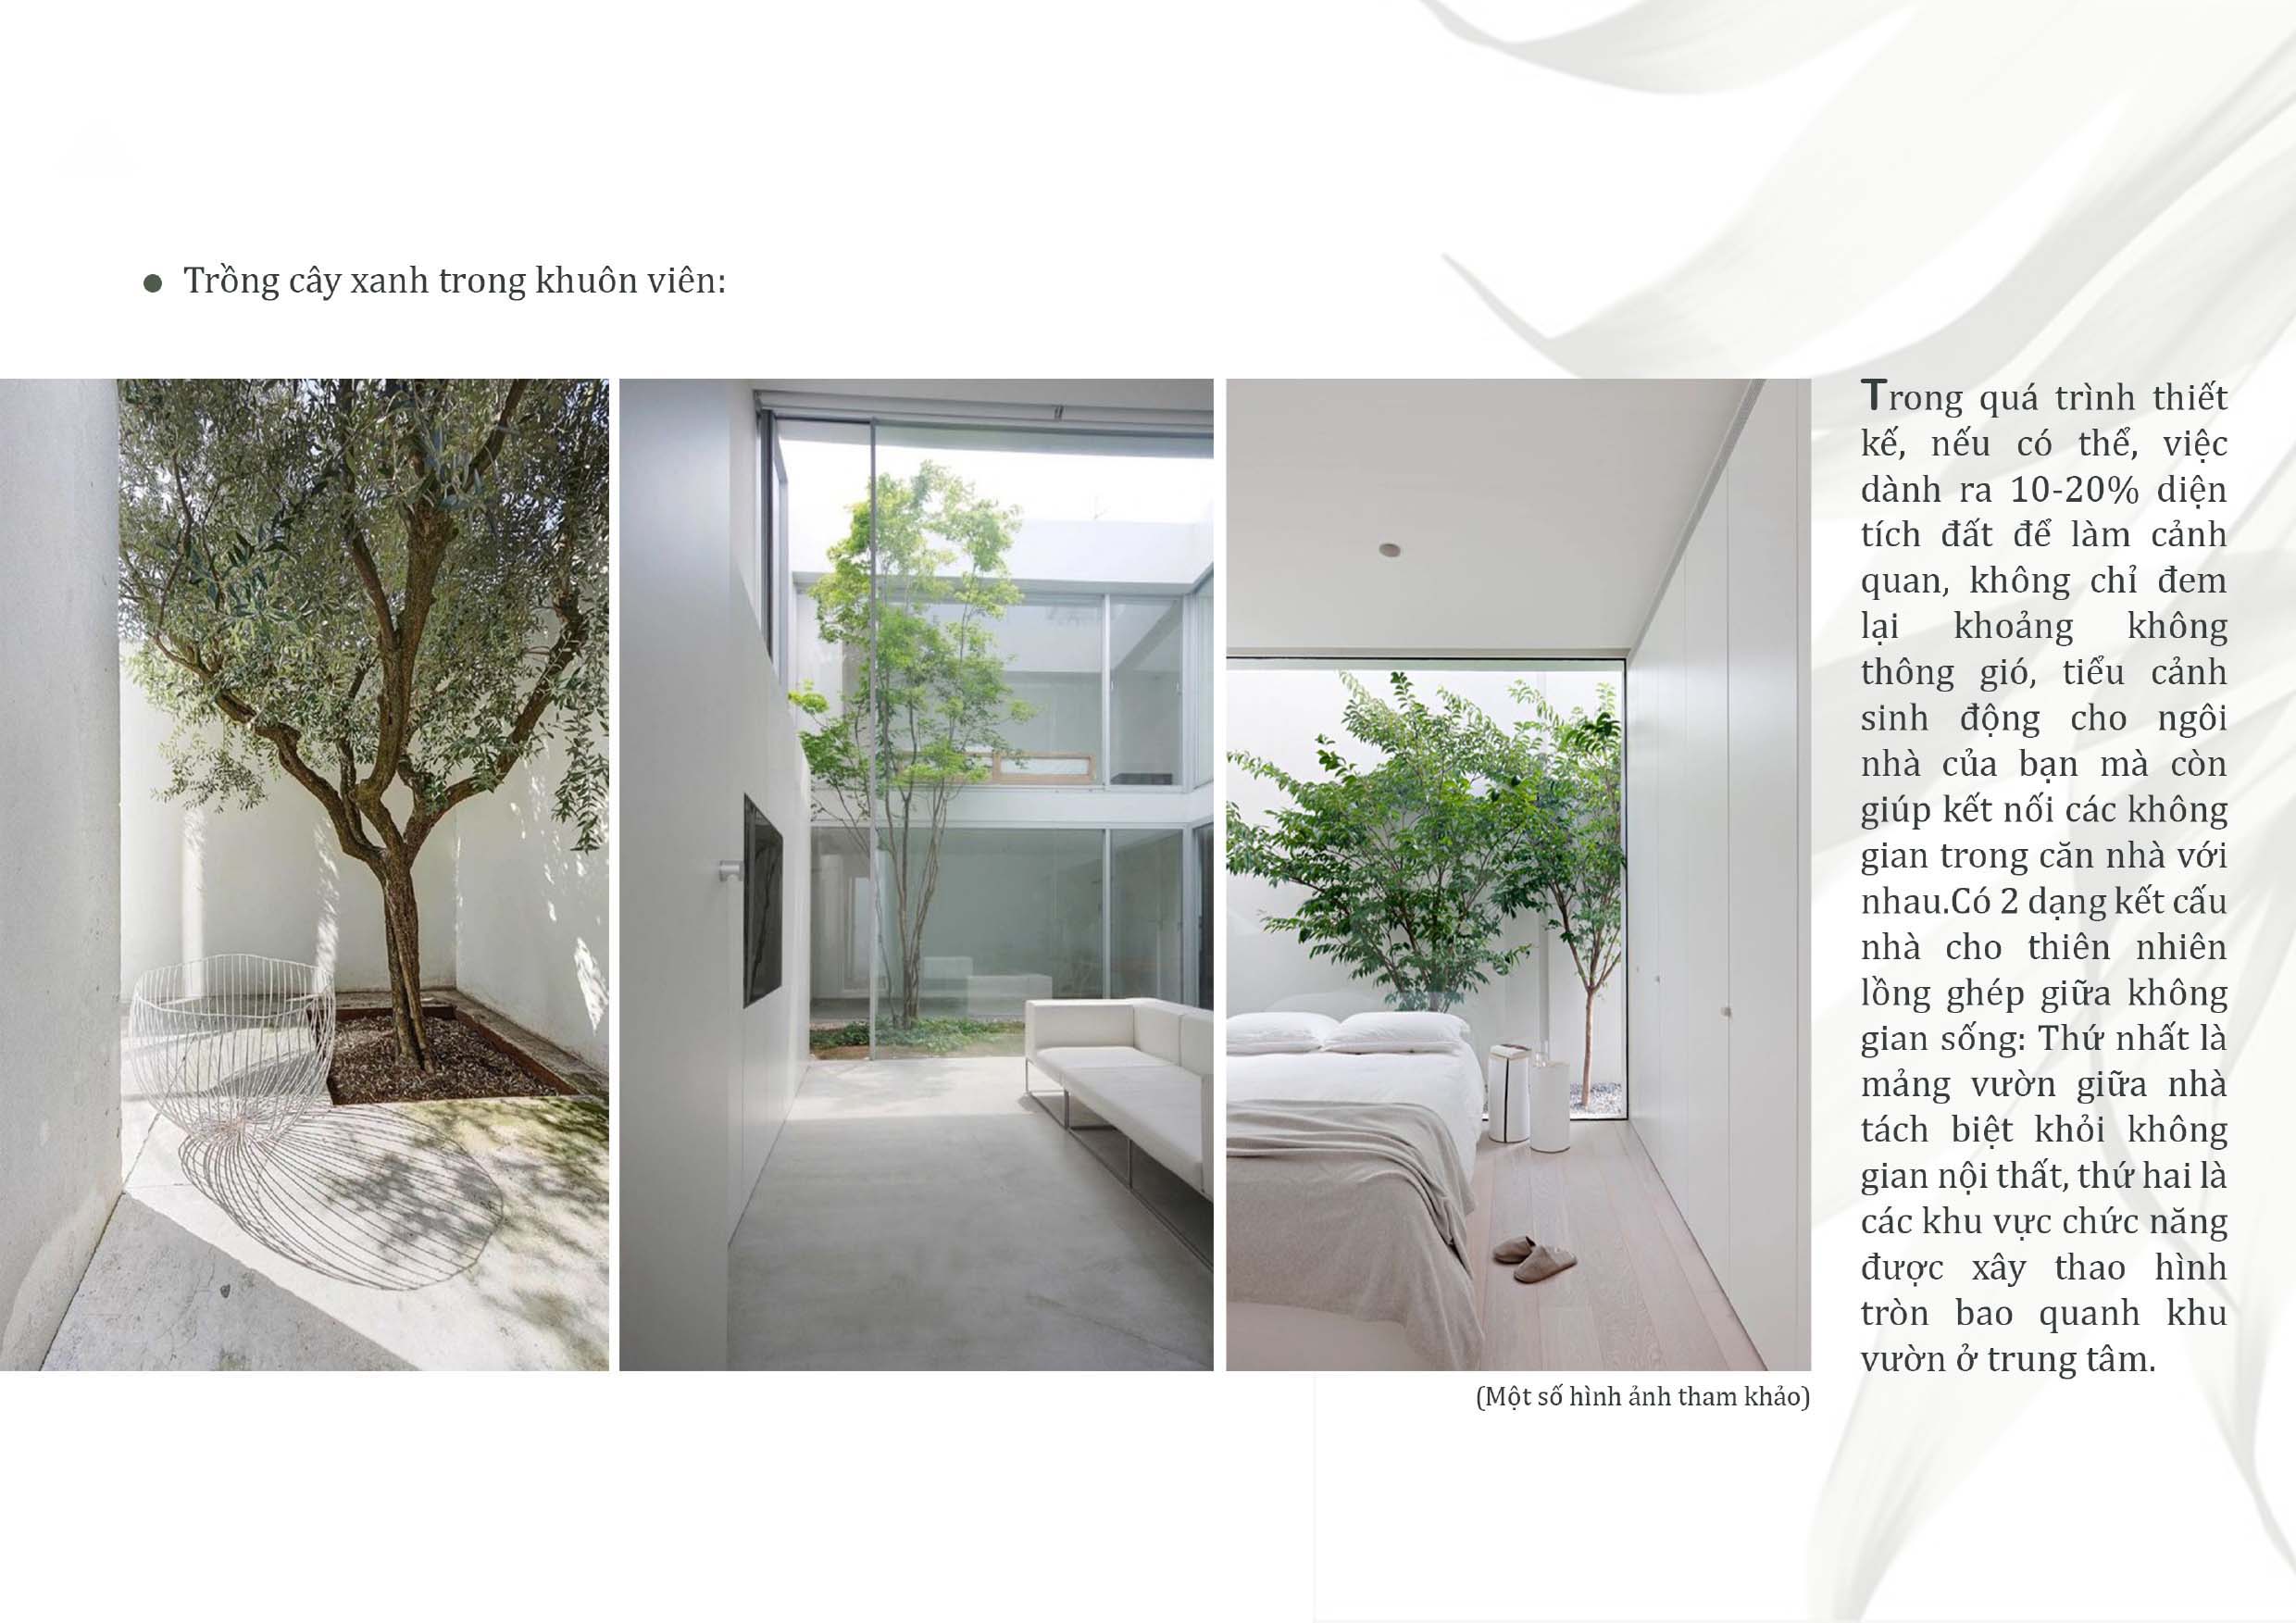 Trồng cây xanh trong khuôn viên:
Trong quá trình thiết
kế, nếu có thể, việc
dành ra 10-20% diện
tích đất để làm cảnh
quan, không chỉ đem
lại khoảng không
thông gió, tiểu cảnh
sinh động cho ngôi
nhà của bạn mà còn
giúp kết nối các không
gian trong căn nhà với
nhau.Có 2 dạng kết cấu
nhà cho thiên nhiên
lồng ghép giữa không
gian sống: Thứ nhất là
mảng vườn giữa nhà
tách biệt khỏi không
gian nội thất, thứ hai là
các khu vực chức năng
được xây thao hình
tròn bao quanh khu
vườn ở trung tâm.
(Một số hình ảnh tham khảo)